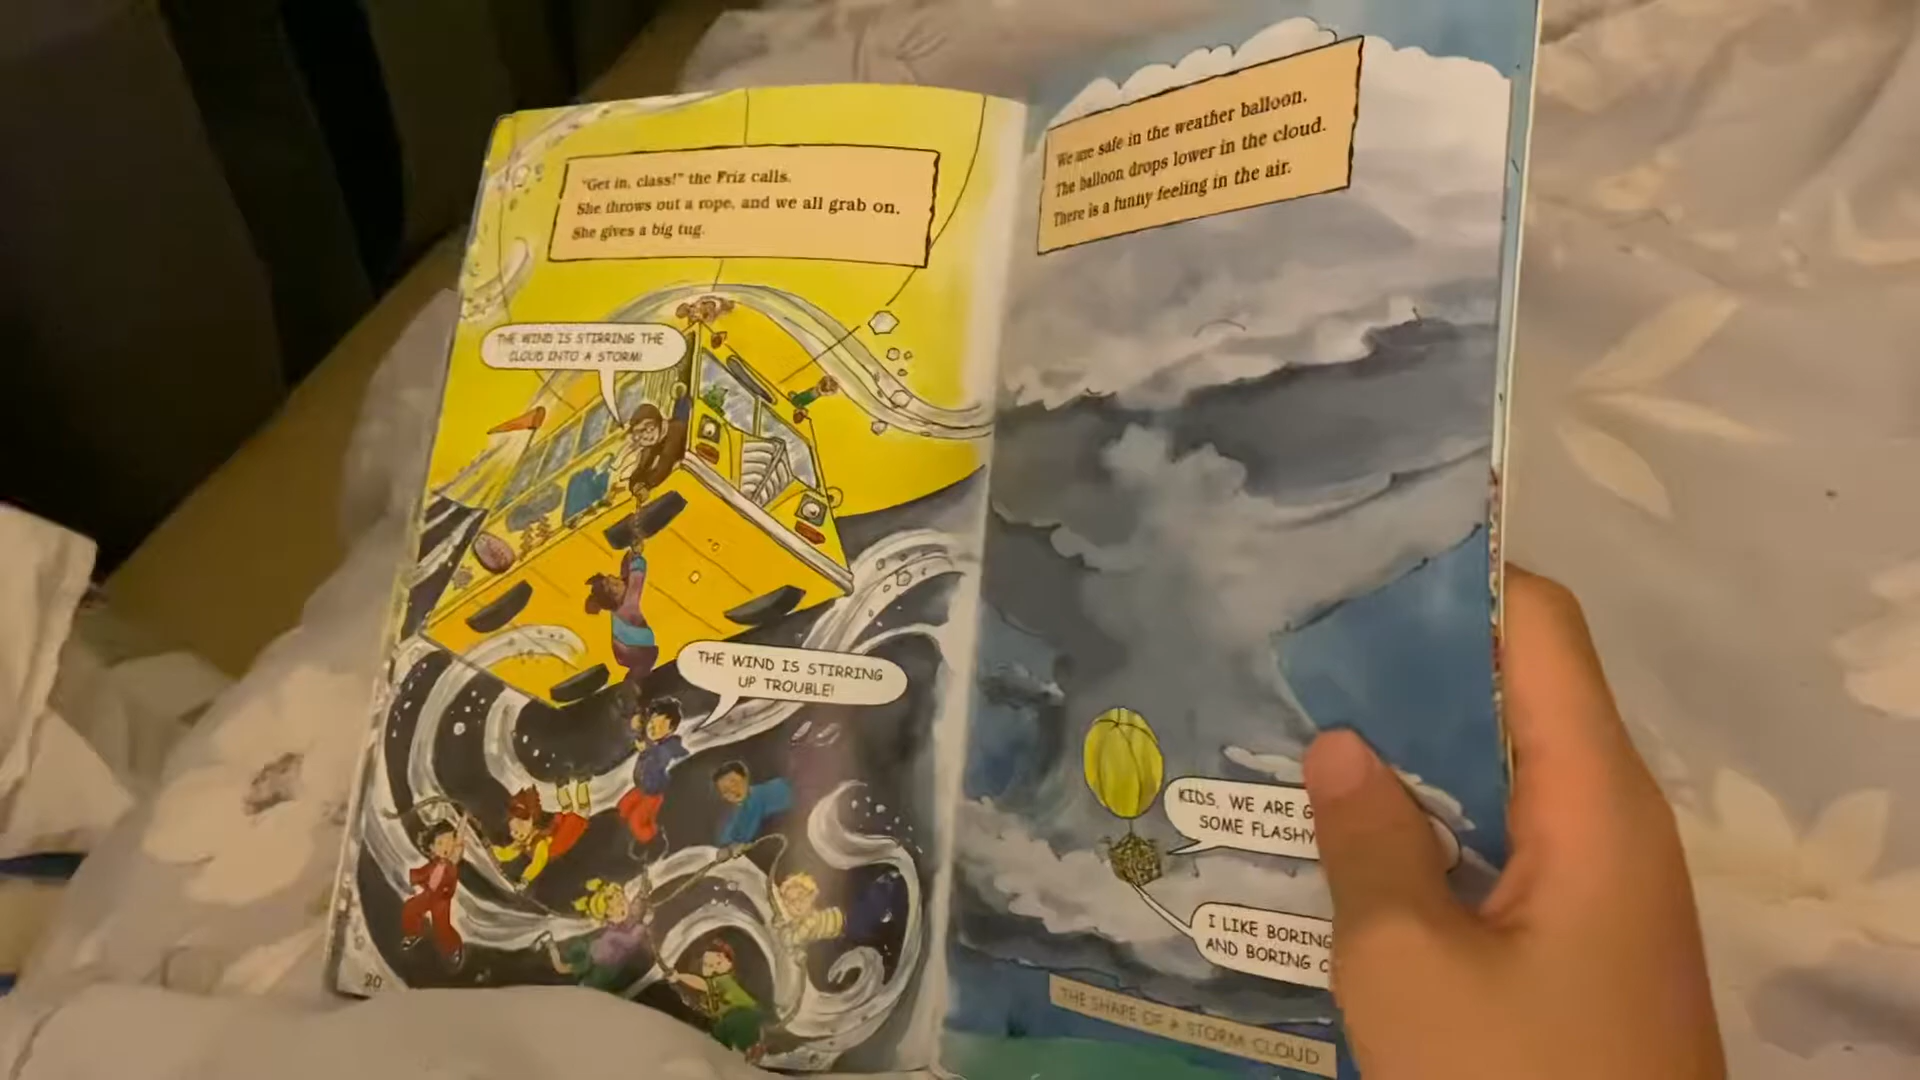 "Get in, class!" the Friz calls.
She throws out a rope, and we all grab on.
She gives a big tug.
THE WIND IS STIRRING THE
CLOUD INTO A STORM!
THE WIND IS STIRRING
UP TROUBLE!
20
We are safe in the weather balloon.
The balloon drops lower in the cloud.
There is a funny feeling in the air.
KIDS, WE ARE
SOME FLASHY
I LIKE BORING
AND BORING
THE SHAPE OF A STORM CLOUD